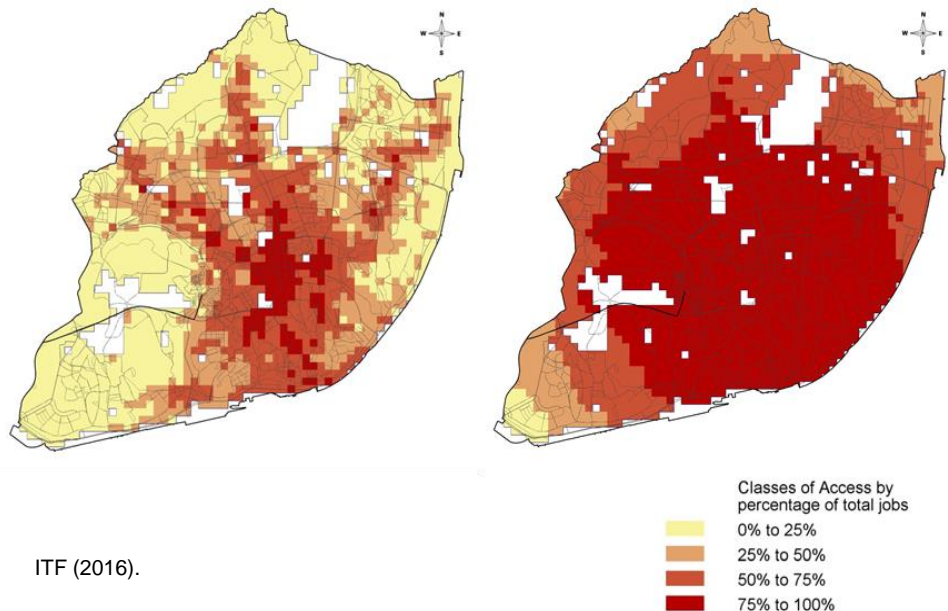 N
W E
S
N
W E
S
Classes of Access by
percentage of total jobs
0% to 25%
25% to 50%
50% to 75%
75% to 100%
ITF (2016).